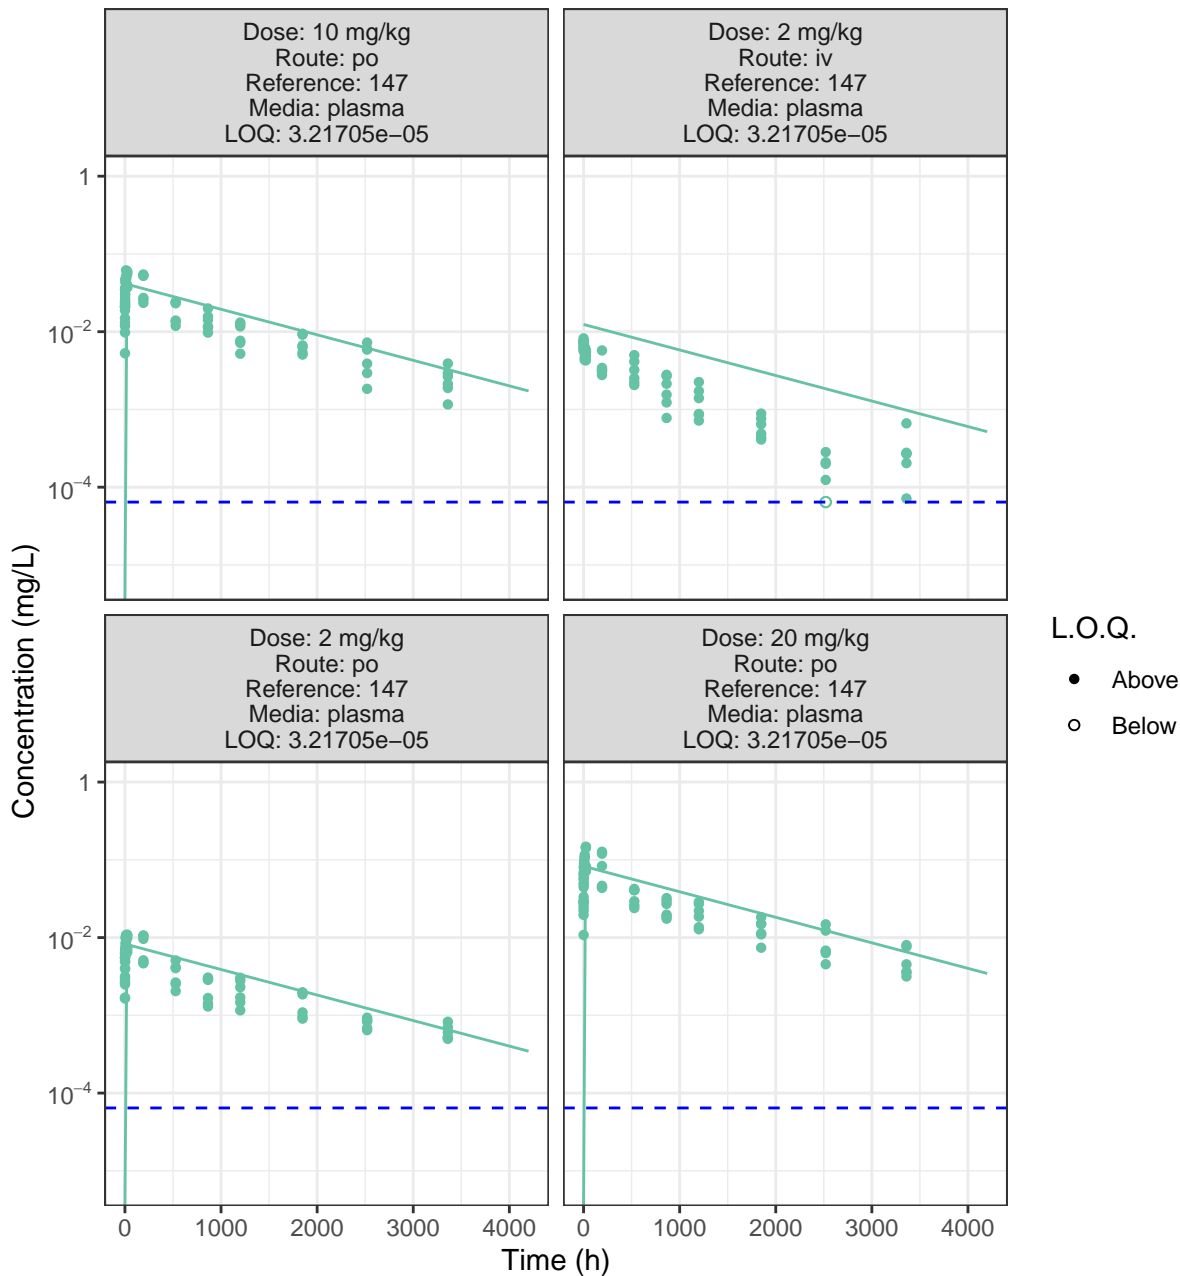 Dose: 10 mg/kg
Route: po
Reference: 147
Media: plasma
LOQ: 3.21705e−05
Dose: 2 mg/kg
Route: iv
Reference: 147
Media: plasma
LOQ: 3.21705e−05
1
10−2
10−4
Dose: 2 mg/kg
Route: po
Reference: 147
Media: plasma
LOQ: 3.21705e−05
Dose: 20 mg/kg
Route: po
Reference: 147
Media: plasma
LOQ: 3.21705e−05
1
10−2
10−4
0 1000 2000 3000 4000
0 1000 2000 3000 4000
Time (h)
Concentration (mg/L)
L.O.Q.
Above
Below